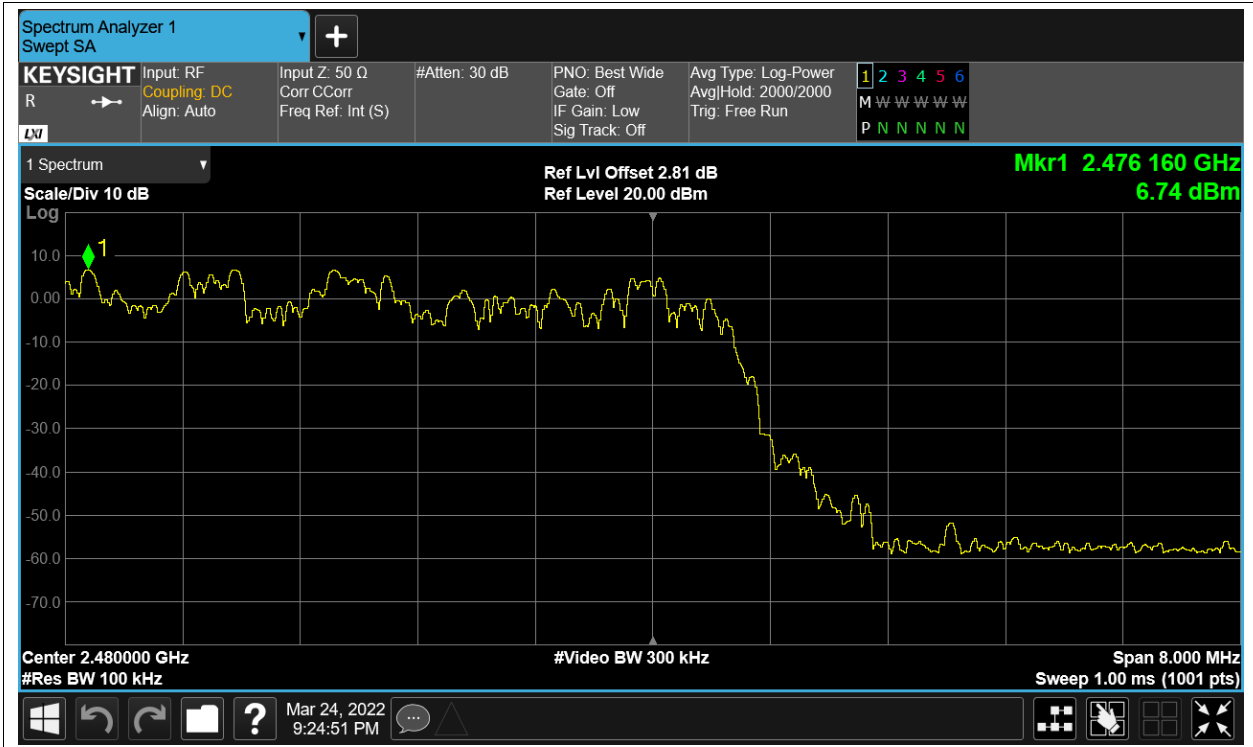 Spectrum Analyzer 1
Swept SA
KEYSIGHT
R
LXI
Input: RF
Coupling: DC
Align: Auto
Input Z: 50 Ω
Corr CCorr
Freq Ref: Int (S)
#Atten: 30 dB
PNO: Best Wide
Gate: Off
IF Gain: Low
Sig Track: Off
Avg Type: Log-Power
Avg|Hold: 2000/2000
Trig: Free Run
1 2 3 4 5 6
M W W W W W
P N N N N N
1 Spectrum
Scale/Div 10 dB
Log
Ref Lvl Offset 2.81 dB
Ref Level 20.00 dBm
Mkr1 2.476 160 GHz
6.74 dBm
1
10.0
0.00
-10.0
-20.0
-30.0
-40.0
-50.0
-60.0
-70.0
Center 2.480000 GHz
#Res BW 100 kHz
#Video BW 300 kHz
Span 8.000 MHz
Sweep 1.00 ms (1001 pts)
?
Mar 24, 2022
9:24:51 PM